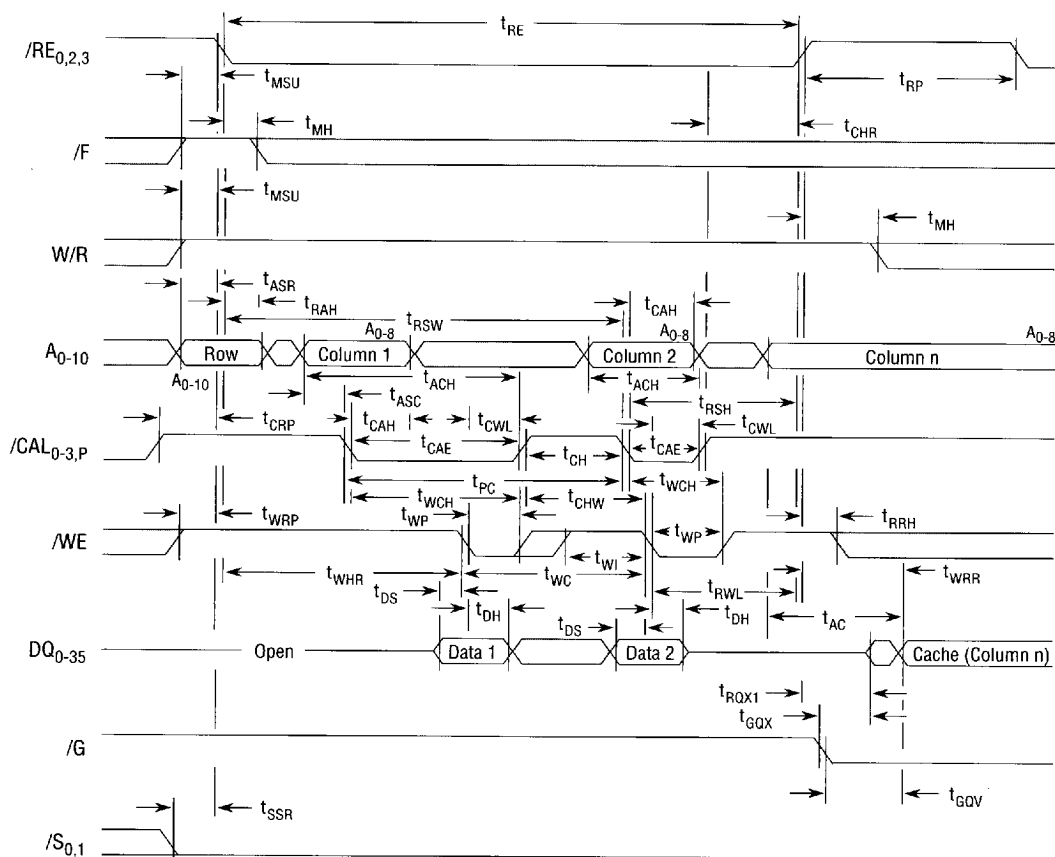 tRE
/RE0,2,3
tMSU
tRP
tMH
tCHR
/F
tMSU
tMH
W/R
tASR
tRAH
tCAH
tRSW
A0-8
A0-8
A0-8
A0-10
Row
Column 1
Column 2
Column n
A0-10
tACH
tACH
tASC
tRSH
tCRP
tCAH
tCWL
tCWL
/CAL0-3,P
tCAE
tCH
tCAE
tPC
tWCH
tWCH
tCHW
tWRP
tWP
tRRH
/WE
tWP
tWI
tWHR
tWC
tWRR
tDS
tRWL
tDH
tDH
tAC
tDS
DQ0-35
Open
Data 1
Data 2
Cache (Column n)
tRQX1
tGQX
/G
tGQV
tSSR
/S0,1